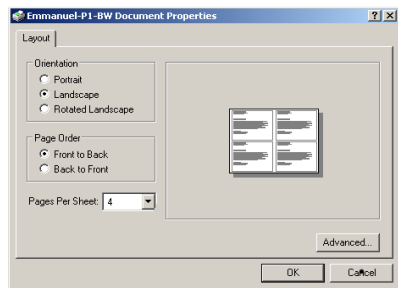 Emmanuel-P1-BW Document Properties
Layout
Orientation
Portrait
Landscape
Rotated Landscape
Page Order
Front to Back
Back to Front
Pages Per Sheet: 4
Advanced...
OK
Cancel